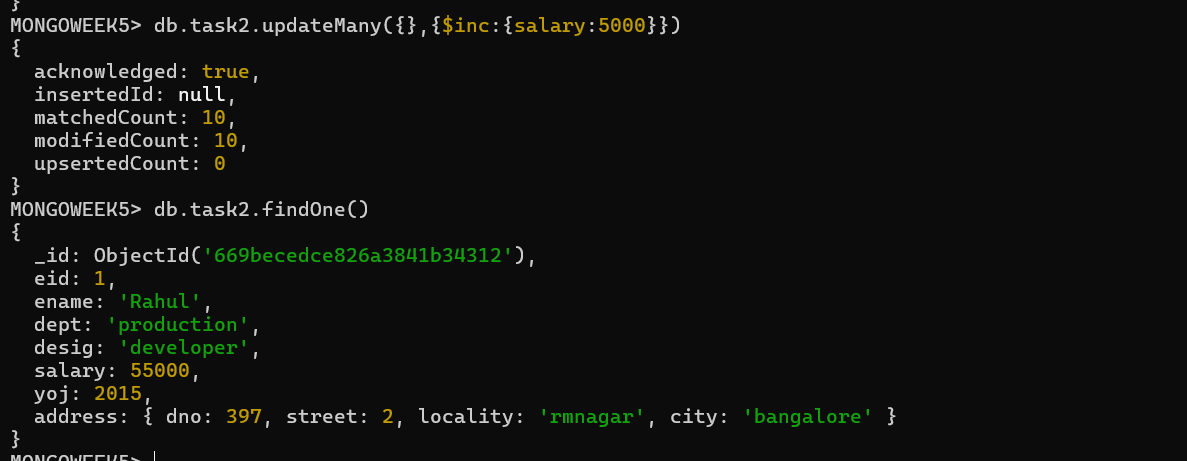 }
MONGOWEEK5> db.task2.updateMany({},{$inc:{salary:5000}})
{
  acknowledged: true,
  insertedId: null,
  matchedCount: 10,
  modifiedCount: 10,
  upsertedCount: 0
}
MONGOWEEK5> db.task2.findOne()
{
  _id: ObjectId('669becedce826a3841b34312'),
  eid: 1,
  ename: 'Rahul',
  dept: 'production',
  desig: 'developer',
  salary: 55000,
  yoj: 2015,
  address: { dno: 397, street: 2, locality: 'rmnagar', city: 'bangalore' }
}
MONGOWEEK5>